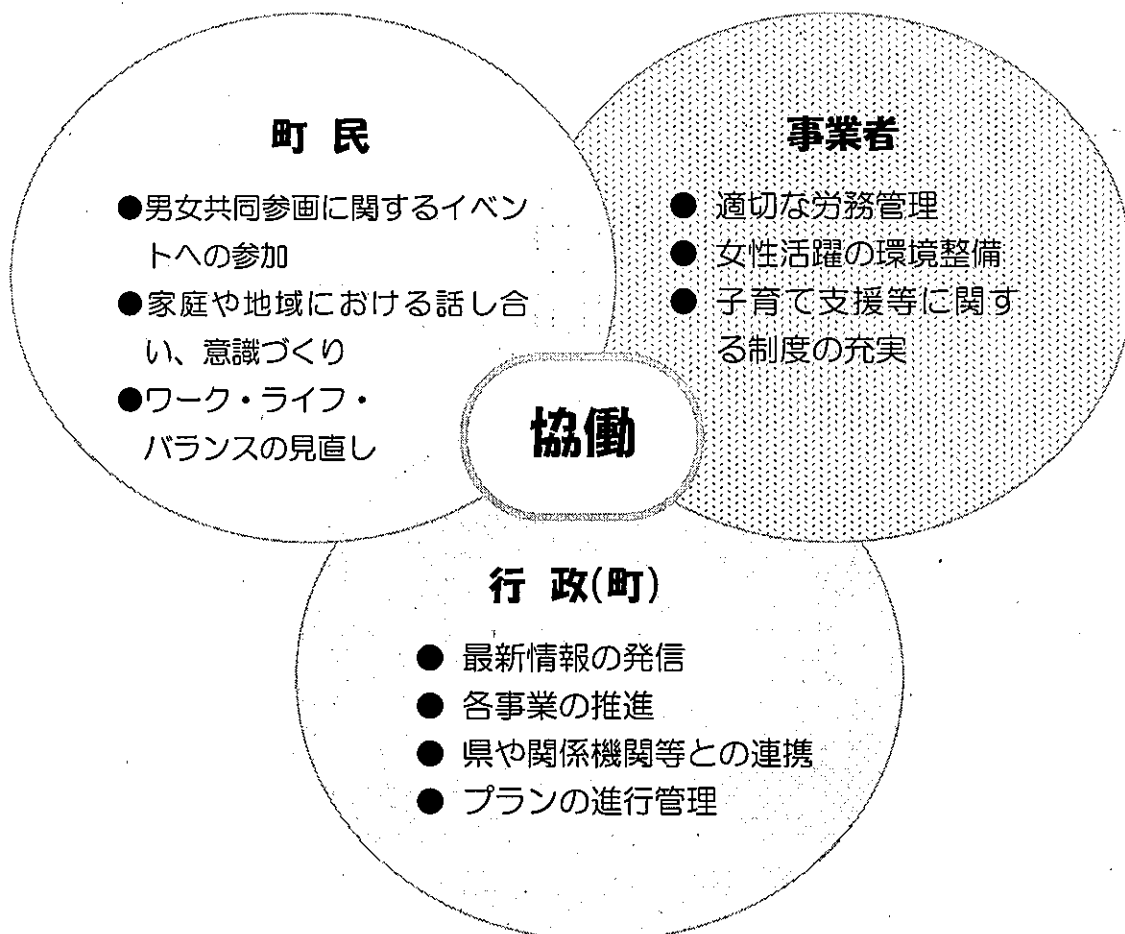 町 民
●男女共同参画に関するイベン
トへの参加
●家庭や地域における話し合
い、意識づくり
●ワーク・ライフ・
バランスの見直し
事業者
● 適切な労務管理
● 女性活躍の環境整備
● 子育て支援等に関す
る制度の充実
協働
行 政(町)
● 最新情報の発信
● 各事業の推進
● 県や関係機関等との連携
● プランの進行管理